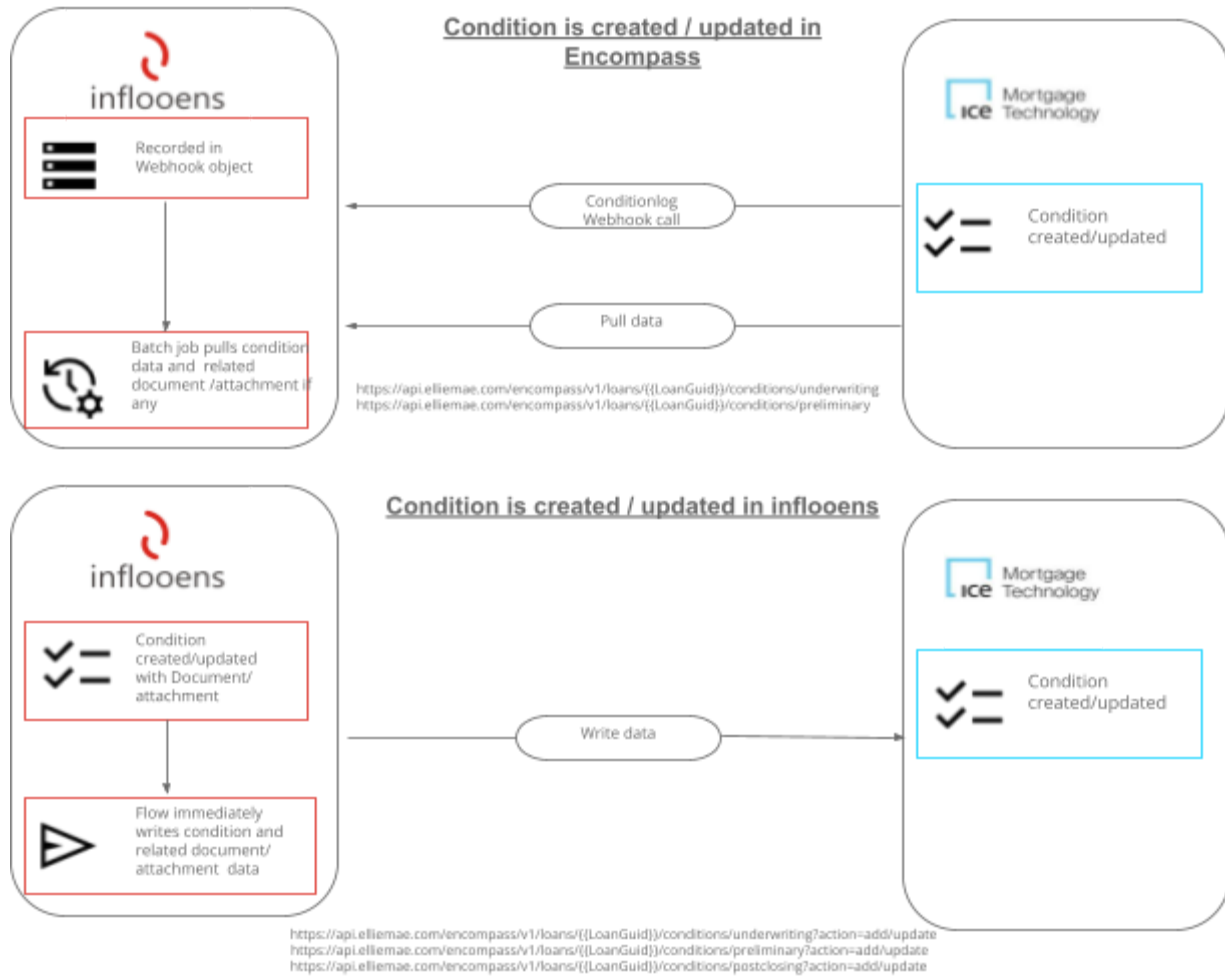 Condition is created / updated in
Encompass
inflooens
Recorded in
Webhook object
Batch job pulls condition
data and related
document /attachment if
any
Conditionlog
Webhook call
Pull data
https://api.elliemae.com/encompass/v1/loans/{{LoanGuid}}/conditions/underwriting
https://api.elliemae.com/encompass/v1/loans/{{LoanGuid}}/conditions/preliminary
ice Mortgage
Technology
Condition
created/updated
Condition is created / updated in inflooens
inflooens
Condition
created/updated
with Document/
attachment
Flow immediately
writes condition and
related document/
attachment data
Write data
ice Mortgage
Technology
Condition
created/updated
https://api.elliemae.com/encompass/v1/loans/{{LoanGuid}}/conditions/underwriting?action=add/update
https://api.elliemae.com/encompass/v1/loans/{{LoanGuid}}/conditions/preliminary?action=add/update
https://api.elliemae.com/encompass/v1/loans/{{LoanGuid}}/conditions/postclosing?action=add/update